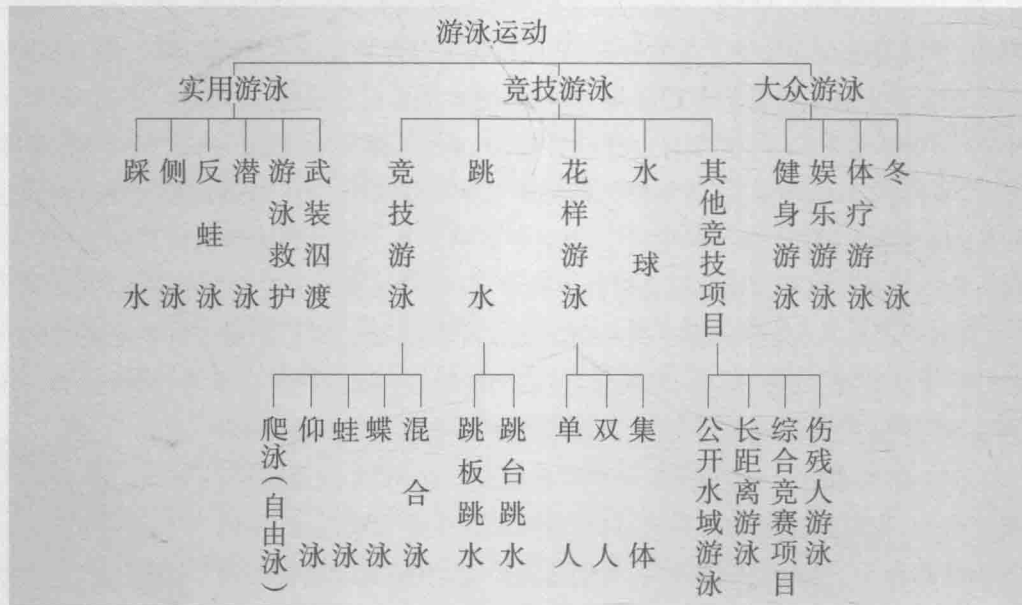 游泳运动
实用游泳
竞技游泳
大众游泳
踩水
侧泳
反蛙泳
潜泳
游泳救护
武装泅渡
竞技游泳
跳水
花样游泳
水球
其他竞技项目
健身游泳
娱乐游泳
体疗游泳
冬泳
爬泳(自由泳)
仰泳
蛙泳
蝶泳
混合泳
跳板跳水
跳台跳水
单人
双人
集体
公开水域游泳
长距离游泳
综合竞赛项目
伤残人游泳